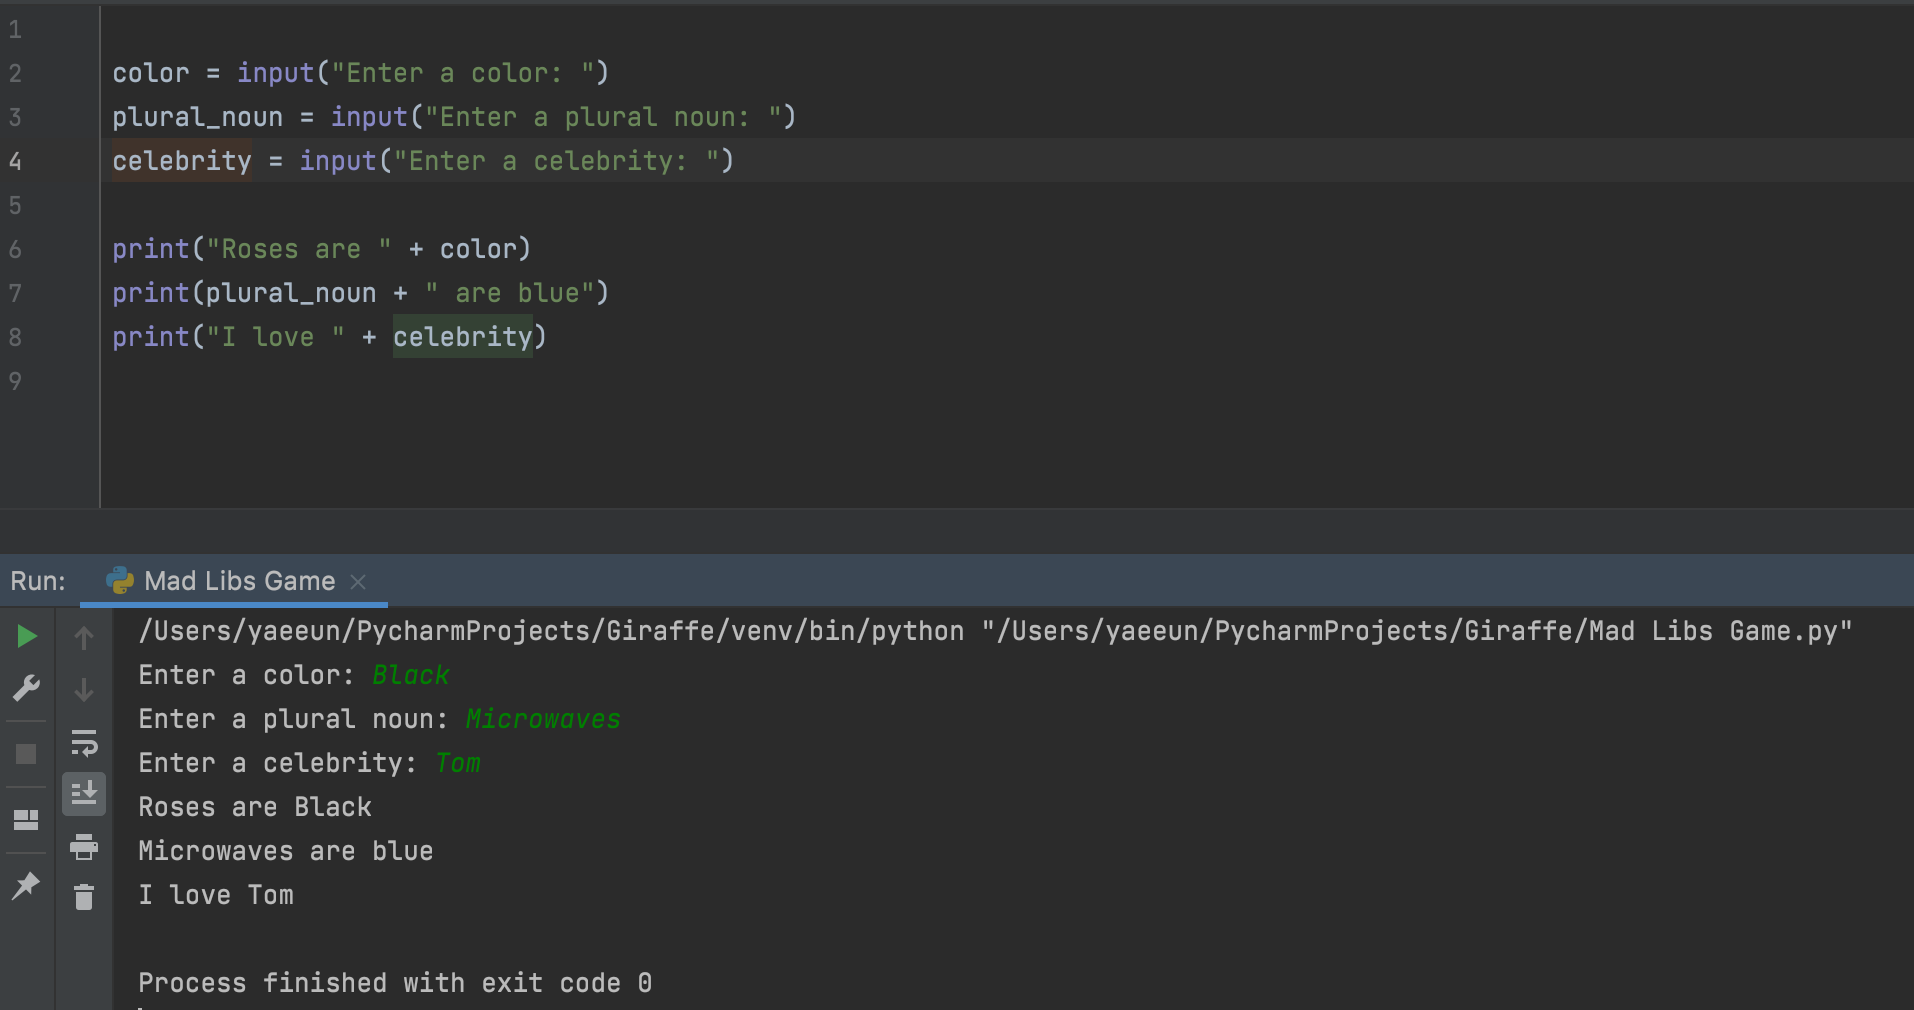 1
2 color = input("Enter a color: ")
3 plural_noun = input("Enter a plural noun: ")
4 celebrity = input("Enter a celebrity: ")
5
6 print("Roses are " + color)
7 print(plural_noun + " are blue")
8 print("I love " + celebrity)
9
Run: Mad Libs Game
/Users/yaeeun/PycharmProjects/Giraffe/venv/bin/python "/Users/yaeeun/PycharmProjects/Giraffe/Mad Libs Game.py"
Enter a color: Black
Enter a plural noun: Microwaves
Enter a celebrity: Tom
Roses are Black
Microwaves are blue
I love Tom
Process finished with exit code 0